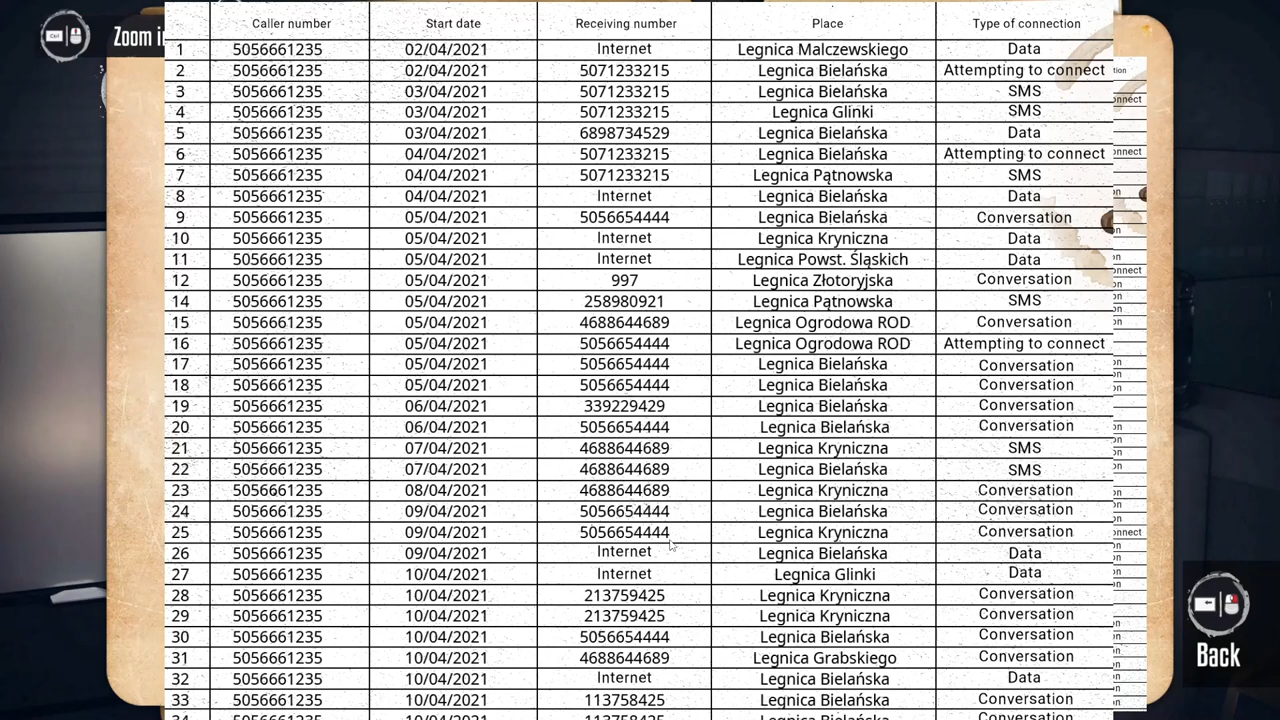 Ctrl
Zoom in
Caller number Start date Receiving number Place Type of connection
1 5056661235 02/04/2021 Internet Legnica Malczewskiego Data
2 5056661235 02/04/2021 5071233215 Legnica Bielańska Attempting to connect
3 5056661235 03/04/2021 5071233215 Legnica Bielańska SMS
4 5056661235 03/04/2021 5071233215 Legnica Glinki SMS
5 5056661235 03/04/2021 6898734529 Legnica Bielańska Data
6 5056661235 04/04/2021 5071233215 Legnica Bielańska Attempting to connect
7 5056661235 04/04/2021 5071233215 Legnica Pątnowska SMS
8 5056661235 04/04/2021 Internet Legnica Bielańska Data
9 5056661235 05/04/2021 5056654444 Legnica Bielańska Conversation
10 5056661235 05/04/2021 Internet Legnica Kryniczna Data
11 5056661235 05/04/2021 Internet Legnica Powst. Śląskich Data
12 5056661235 05/04/2021 997 Legnica Złotoryjska Conversation
14 5056661235 05/04/2021 258980921 Legnica Pątnowska SMS
15 5056661235 05/04/2021 4688644689 Legnica Ogrodowa ROD Conversation
16 5056661235 05/04/2021 5056654444 Legnica Ogrodowa ROD Attempting to connect
17 5056661235 05/04/2021 5056654444 Legnica Bielańska Conversation
18 5056661235 05/04/2021 5056654444 Legnica Bielańska Conversation
19 5056661235 06/04/2021 339229429 Legnica Bielańska Conversation
20 5056661235 06/04/2021 5056654444 Legnica Bielańska Conversation
21 5056661235 07/04/2021 4688644689 Legnica Kryniczna SMS
22 5056661235 07/04/2021 4688644689 Legnica Bielańska SMS
23 5056661235 08/04/2021 4688644689 Legnica Kryniczna Conversation
24 5056661235 09/04/2021 5056654444 Legnica Bielańska Conversation
25 5056661235 09/04/2021 5056654444 Legnica Kryniczna Conversation
26 5056661235 09/04/2021 Internet Legnica Bielańska Data
27 5056661235 10/04/2021 Internet Legnica Glinki Data
28 5056661235 10/04/2021 213759425 Legnica Kryniczna Conversation
29 5056661235 10/04/2021 213759425 Legnica Kryniczna Conversation
30 5056661235 10/04/2021 5056654444 Legnica Bielańska Conversation
31 5056661235 10/04/2021 4688644689 Legnica Grabskiego Conversation
32 5056661235 10/04/2021 Internet Legnica Bielańska Data
33 5056661235 10/04/2021 113758425 Legnica Bielańska Conversation
34 5056661235 10/04/2021 113758425 Legnica Bielańska Conversation
Back